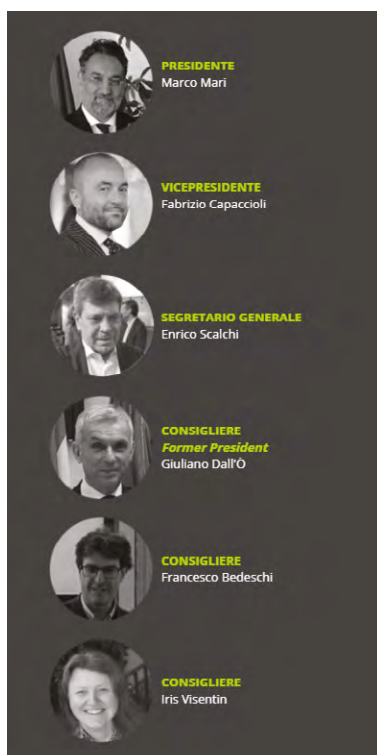 PRESIDENTE
Marco Mari
VICEPRESIDENTE
Fabrizio Capaccioli
SEGRETARIO GENERALE
Enrico Scalchi
CONSIGLIERE
Former President
Giuliano Dall'Ò
CONSIGLIERE
Francesco Bedeschi
CONSIGLIERE
Iris Visentin